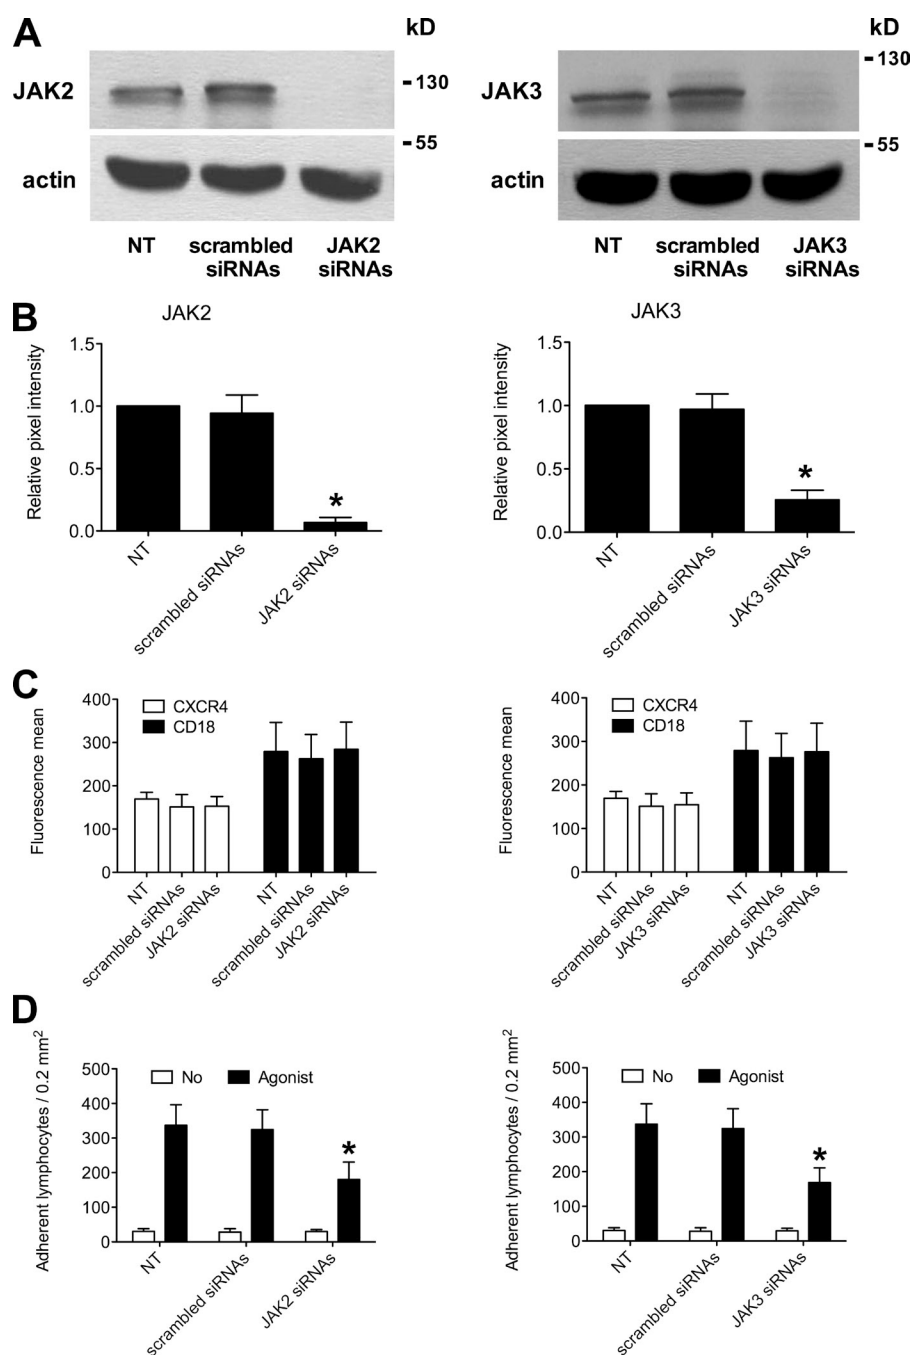 A
kD
kD
JAK2
130
JAK3
130
55
55
actin
actin
NT
scrambled
siRNAs
JAK2
siRNAs
NT
scrambled
siRNAs
JAK3
siRNAs
B
JAK2
Relative pixel intensity
1.5
1.0
0.5
0.0
NT
scrambled siRNAs
JAK2 siRNAs
*
JAK3
Relative pixel intensity
1.5
1.0
0.5
0.0
NT
scrambled siRNAs
JAK3 siRNAs
*
C
Fluorescence mean
400
300
200
100
0
CXCR4
CD18
NT
scrambled siRNAs
JAK2 siRNAs
NT
scrambled siRNAs
JAK2 siRNAs
Fluorescence mean
400
300
200
100
0
CXCR4
CD18
NT
scrambled siRNAs
JAK3 siRNAs
NT
scrambled siRNAs
JAK3 siRNAs
D
Adherent lymphocytes / 0.2 mm²
500
400
300
200
100
0
No
Agonist
*
NT
scrambled siRNAs
JAK2 siRNAs
Adherent lymphocytes / 0.2 mm²
500
400
300
200
100
0
No
Agonist
*
NT
scrambled siRNAs
JAK3 siRNAs